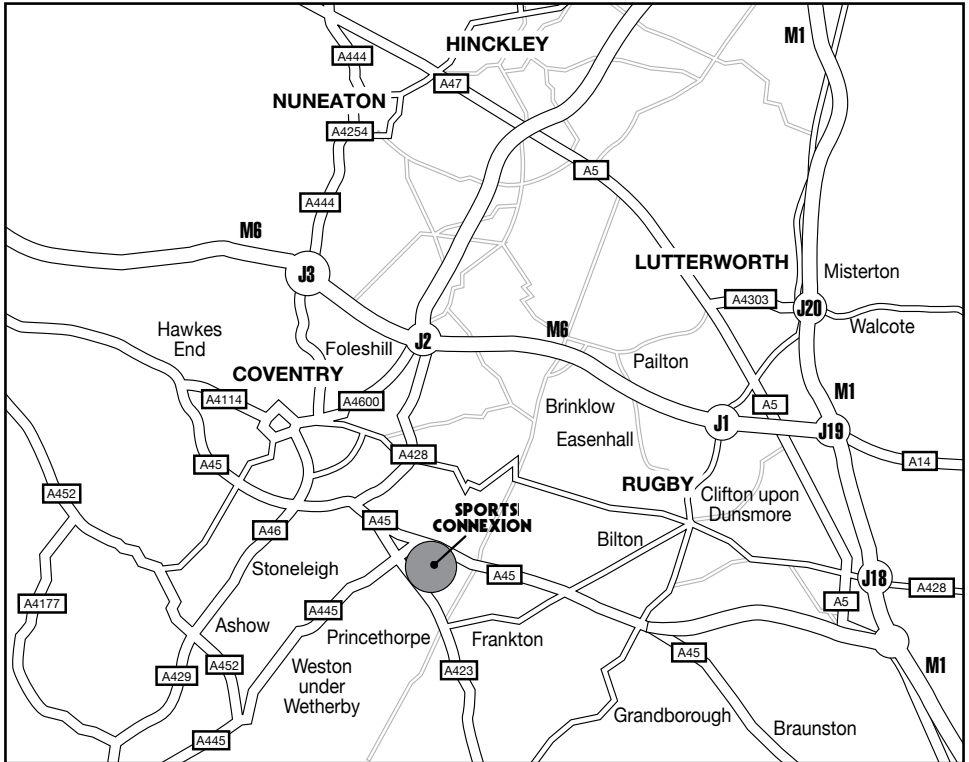 M1
HINCKLEY
A444
A47
NUNEATON
A4254
A5
A444
M6
LUTTERWORTH
J3
Misterton
A4303
J20
Hawkes
End
Foleshill
J2
M6
Walcote
Pailton
COVENTRY
A4114
A4600
M1
A5
Brinklow
J1
J19
Easenhall
A428
A14
A45
RUGBY
Clifton upon
Dunsmore
A452
SPORTS
CONNEXION
A45
A46
Bilton
Stoneleigh
A45
J18
A428
A4177
A445
A5
Ashow
Princethorpe
Frankton
A452
A429
Weston
under
Wetherby
A423
A45
M1
Grandborough
Braunston
A445